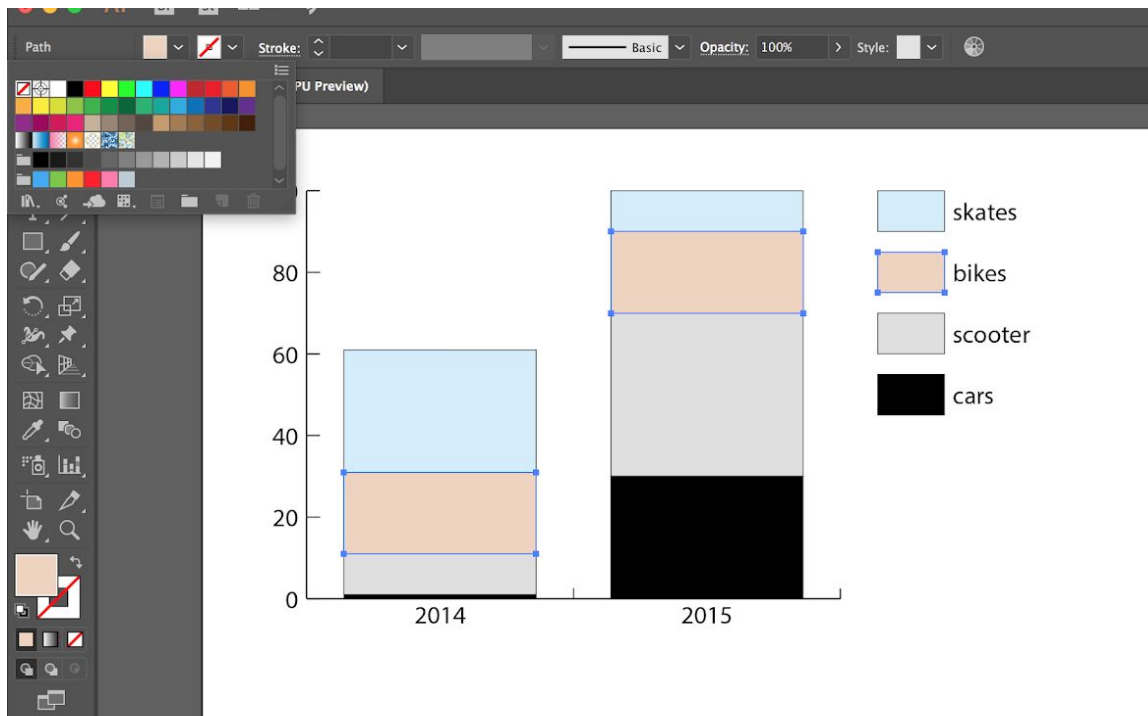 Path
Stroke:
Basic
Opacity:
100%
Style:
PU Preview)
skates
bikes
scooter
cars
80
60
40
20
0
2014
2015